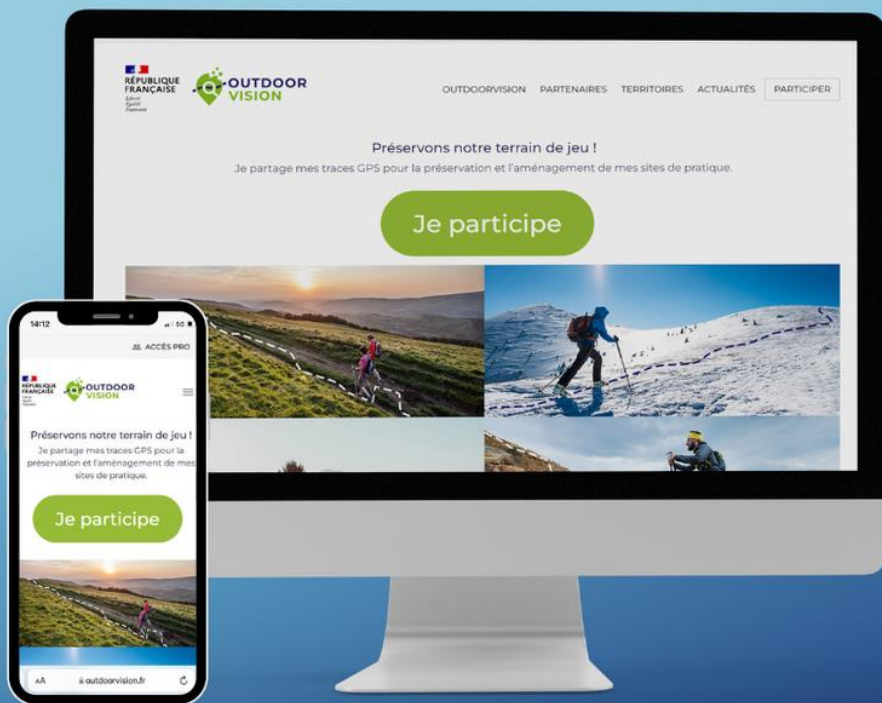 RÉPUBLIQUE
FRANÇAISE
Liberté
Égalité
Fraternité
OUTDOOR
VISION
OUTDOORVISION PARTENAIRES TERRITOIRES ACTUALITÉS PARTICIPER
Préservons notre terrain de jeu !
Je partage mes traces GPS pour la préservation et l'aménagement de mes sites de pratique.
Je participe
14:12 5G
ACCÈS PRO
RÉPUBLIQUE
FRANÇAISE
OUTDOOR
VISION
Préservons notre terrain de jeu !
Je partage mes traces GPS pour la
préservation et l'aménagement de mes
sites de pratique.
Je participe
AA outdoorvision.fr